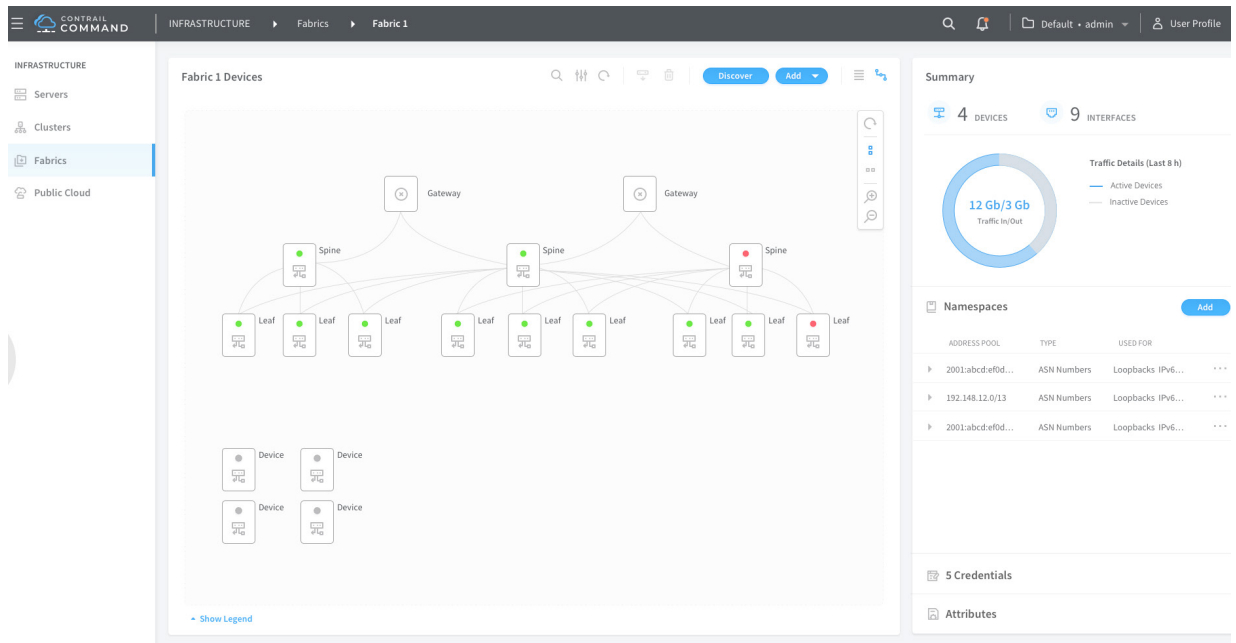 CONTRAIL
COMMAND
INFRASTRUCTURE
Fabrics
Fabric 1
Default • admin
User Profile
INFRASTRUCTURE
Servers
Clusters
Fabrics
Public Cloud
Fabric 1 Devices
Discover
Add
Gateway
Gateway
Spine
Spine
Spine
Leaf
Leaf
Leaf
Leaf
Leaf
Leaf
Leaf
Leaf
Leaf
Device
Device
Device
Device
Show Legend
Summary
4 DEVICES
9 INTERFACES
12 Gb/3 Gb
Traffic In/Out
Traffic Details (Last 8 h)
Active Devices
Inactive Devices
Namespaces
Add
ADDRESS POOL TYPE USED FOR
2001:abcd:ef0d... ASN Numbers Loopbacks IPv6...
192.148.12.0/13 ASN Numbers Loopbacks IPv6...
2001:abcd:ef0d... ASN Numbers Loopbacks IPv6...
5 Credentials
Attributes